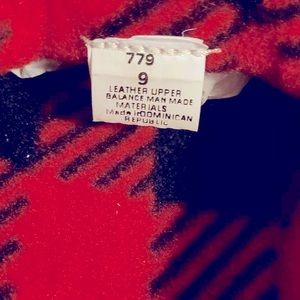 779
9
LEATHER UPPER
BALANCE MAN MADE
MATERIALS
Made in DOMINICAN
REPUBLIC